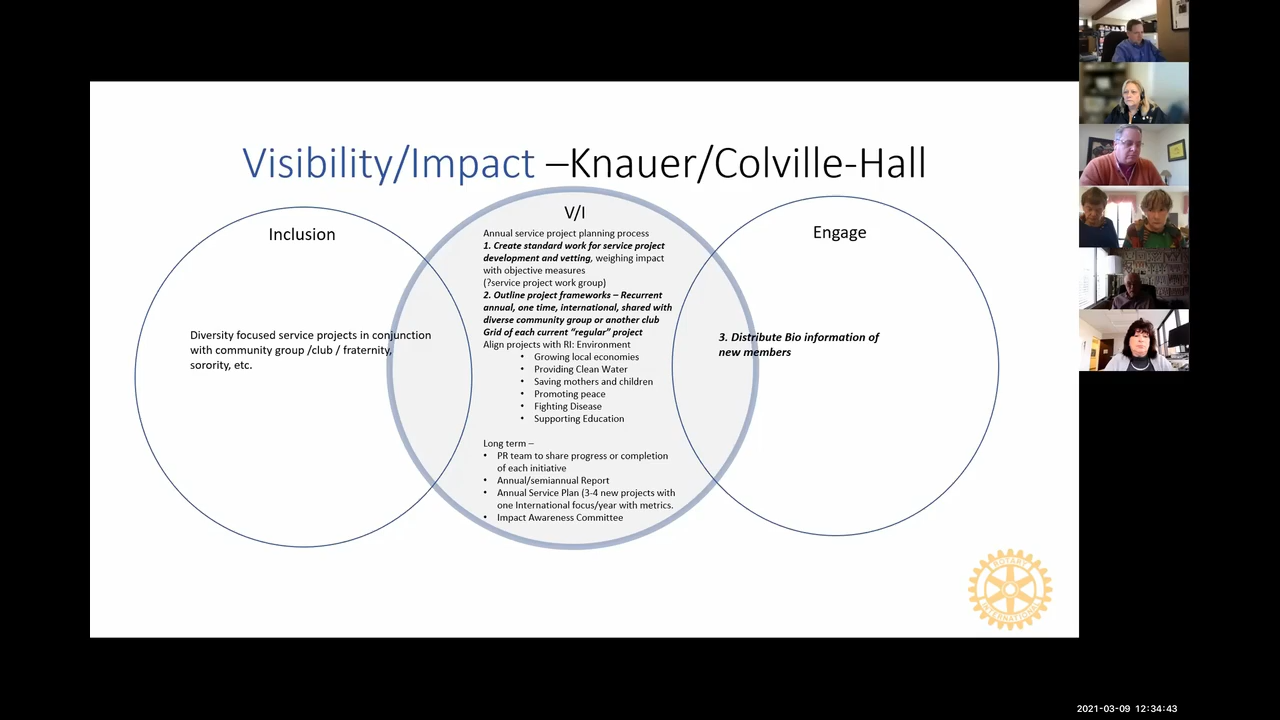 Visibility/Impact –Knauer/Colville-Hall
Inclusion
Diversity focused service projects in conjunction
with community group /club / fraternity,
sorority, etc.
V/I
Annual service project planning process
1. Create standard work for service project
development and vetting, weighing impact
with objective measures
(?service project work group)
2. Outline project frameworks – Recurrent
annual, one time, international, shared with
diverse community group or another club
Grid of each current “regular” project
Align projects with RI: Environment
• Growing local economies
• Providing Clean Water
• Saving mothers and children
• Promoting peace
• Fighting Disease
• Supporting Education
Long term –
• PR team to share progress or completion
of each initiative
• Annual/semiannual Report
• Annual Service Plan (3-4 new projects with
one International focus/year with metrics.
• Impact Awareness Committee
Engage
3. Distribute Bio information of
new members
ROTARY
INTERNATIONAL
2021-03-09 12:34:43